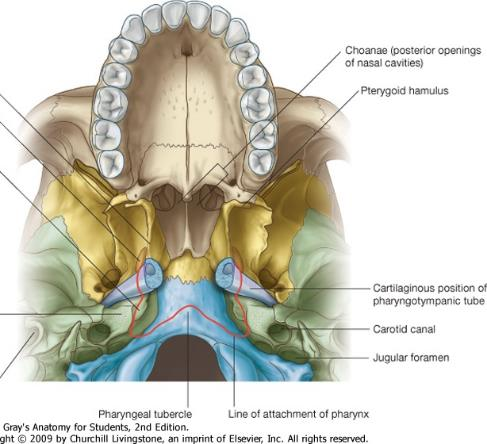 Choanae (posterior openings
of nasal cavities)
Pterygoid hamulus
Cartilaginous position of
pharyngotympanic tube
Carotid canal
Jugular foramen
Pharyngeal tubercle
Line of attachment of pharynx
Gray's Anatomy for Students, 2nd Edition.
ght © 2009 by Churchill Livingstone, an imprint of Elsevier, Inc. All rights reserved.